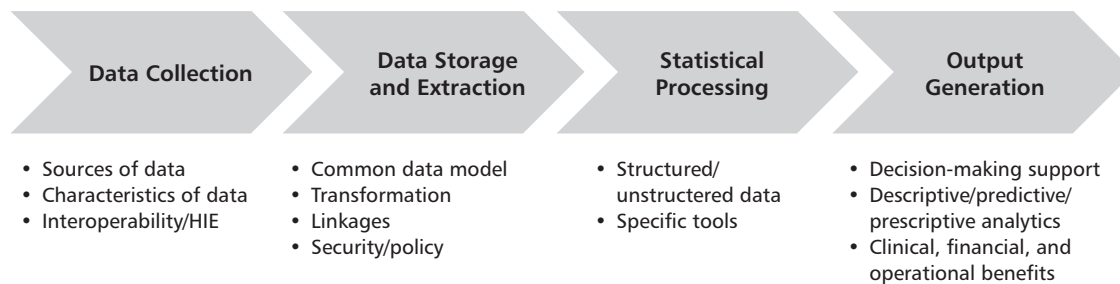 Data Collection
Data Storage
and Extraction
Statistical
Processing
Output
Generation
• Sources of data
• Characteristics of data
• Interoperability/HIE
• Common data model
• Transformation
• Linkages
• Security/policy
• Structured/
unstructered data
• Specific tools
• Decision-making support
• Descriptive/predictive/
prescriptive analytics
• Clinical, financial, and
operational benefits